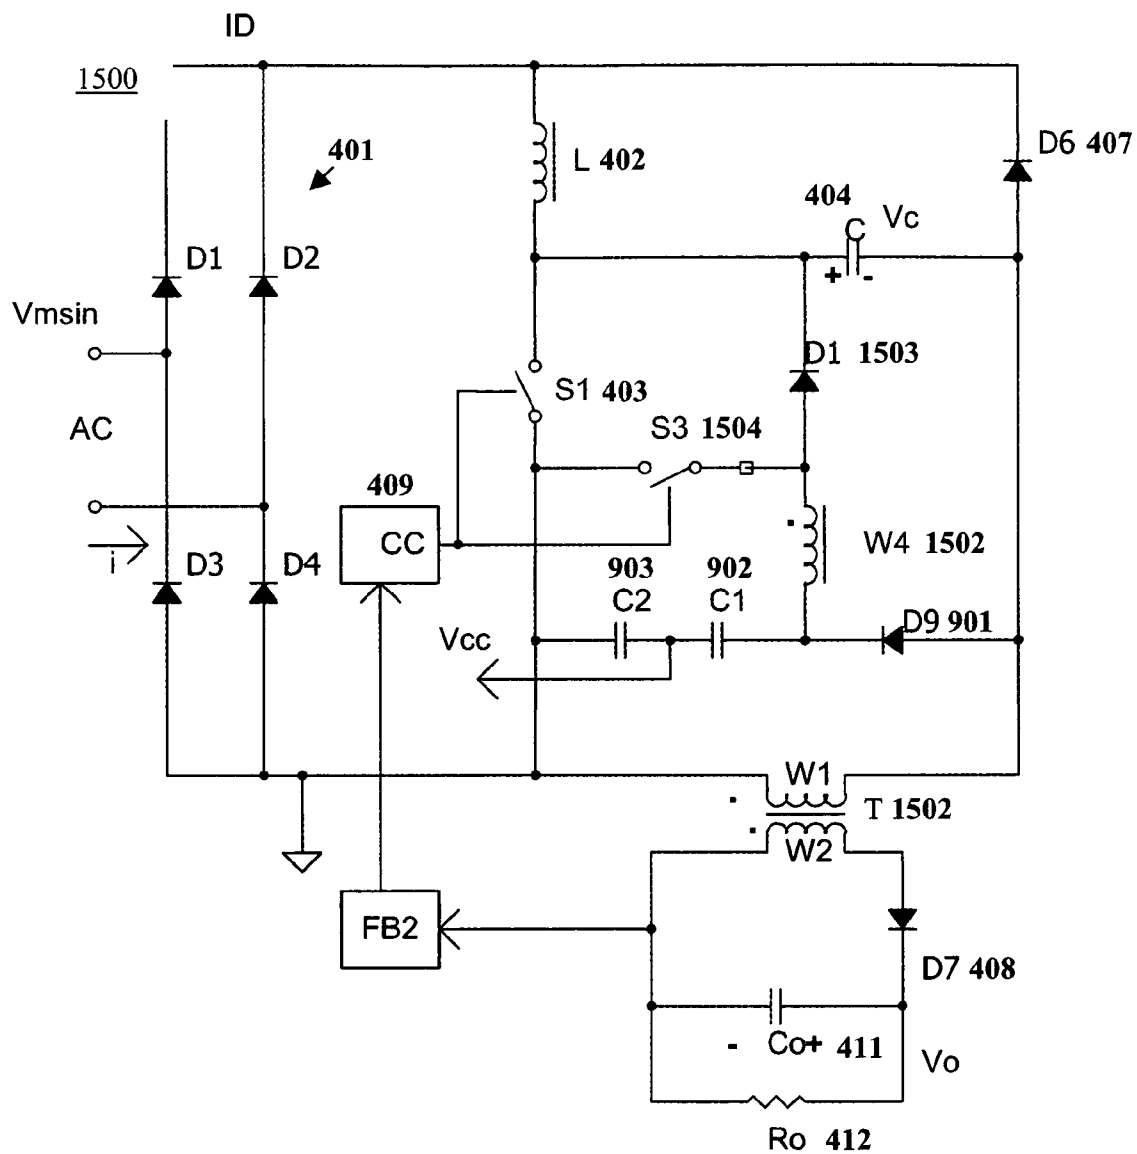 ID
1500
401
L 402
D6 407
404
C
Vc
+ -
D1
D2
Vmsin
D1 1503
S1 403
AC
S3 1504
409
CC
W4 1502
i
D3
D4
903
902
C2
C1
D9 901
Vcc
W1
T 1502
W2
FB2
D7 408
- Co+ 411
Vo
Ro 412